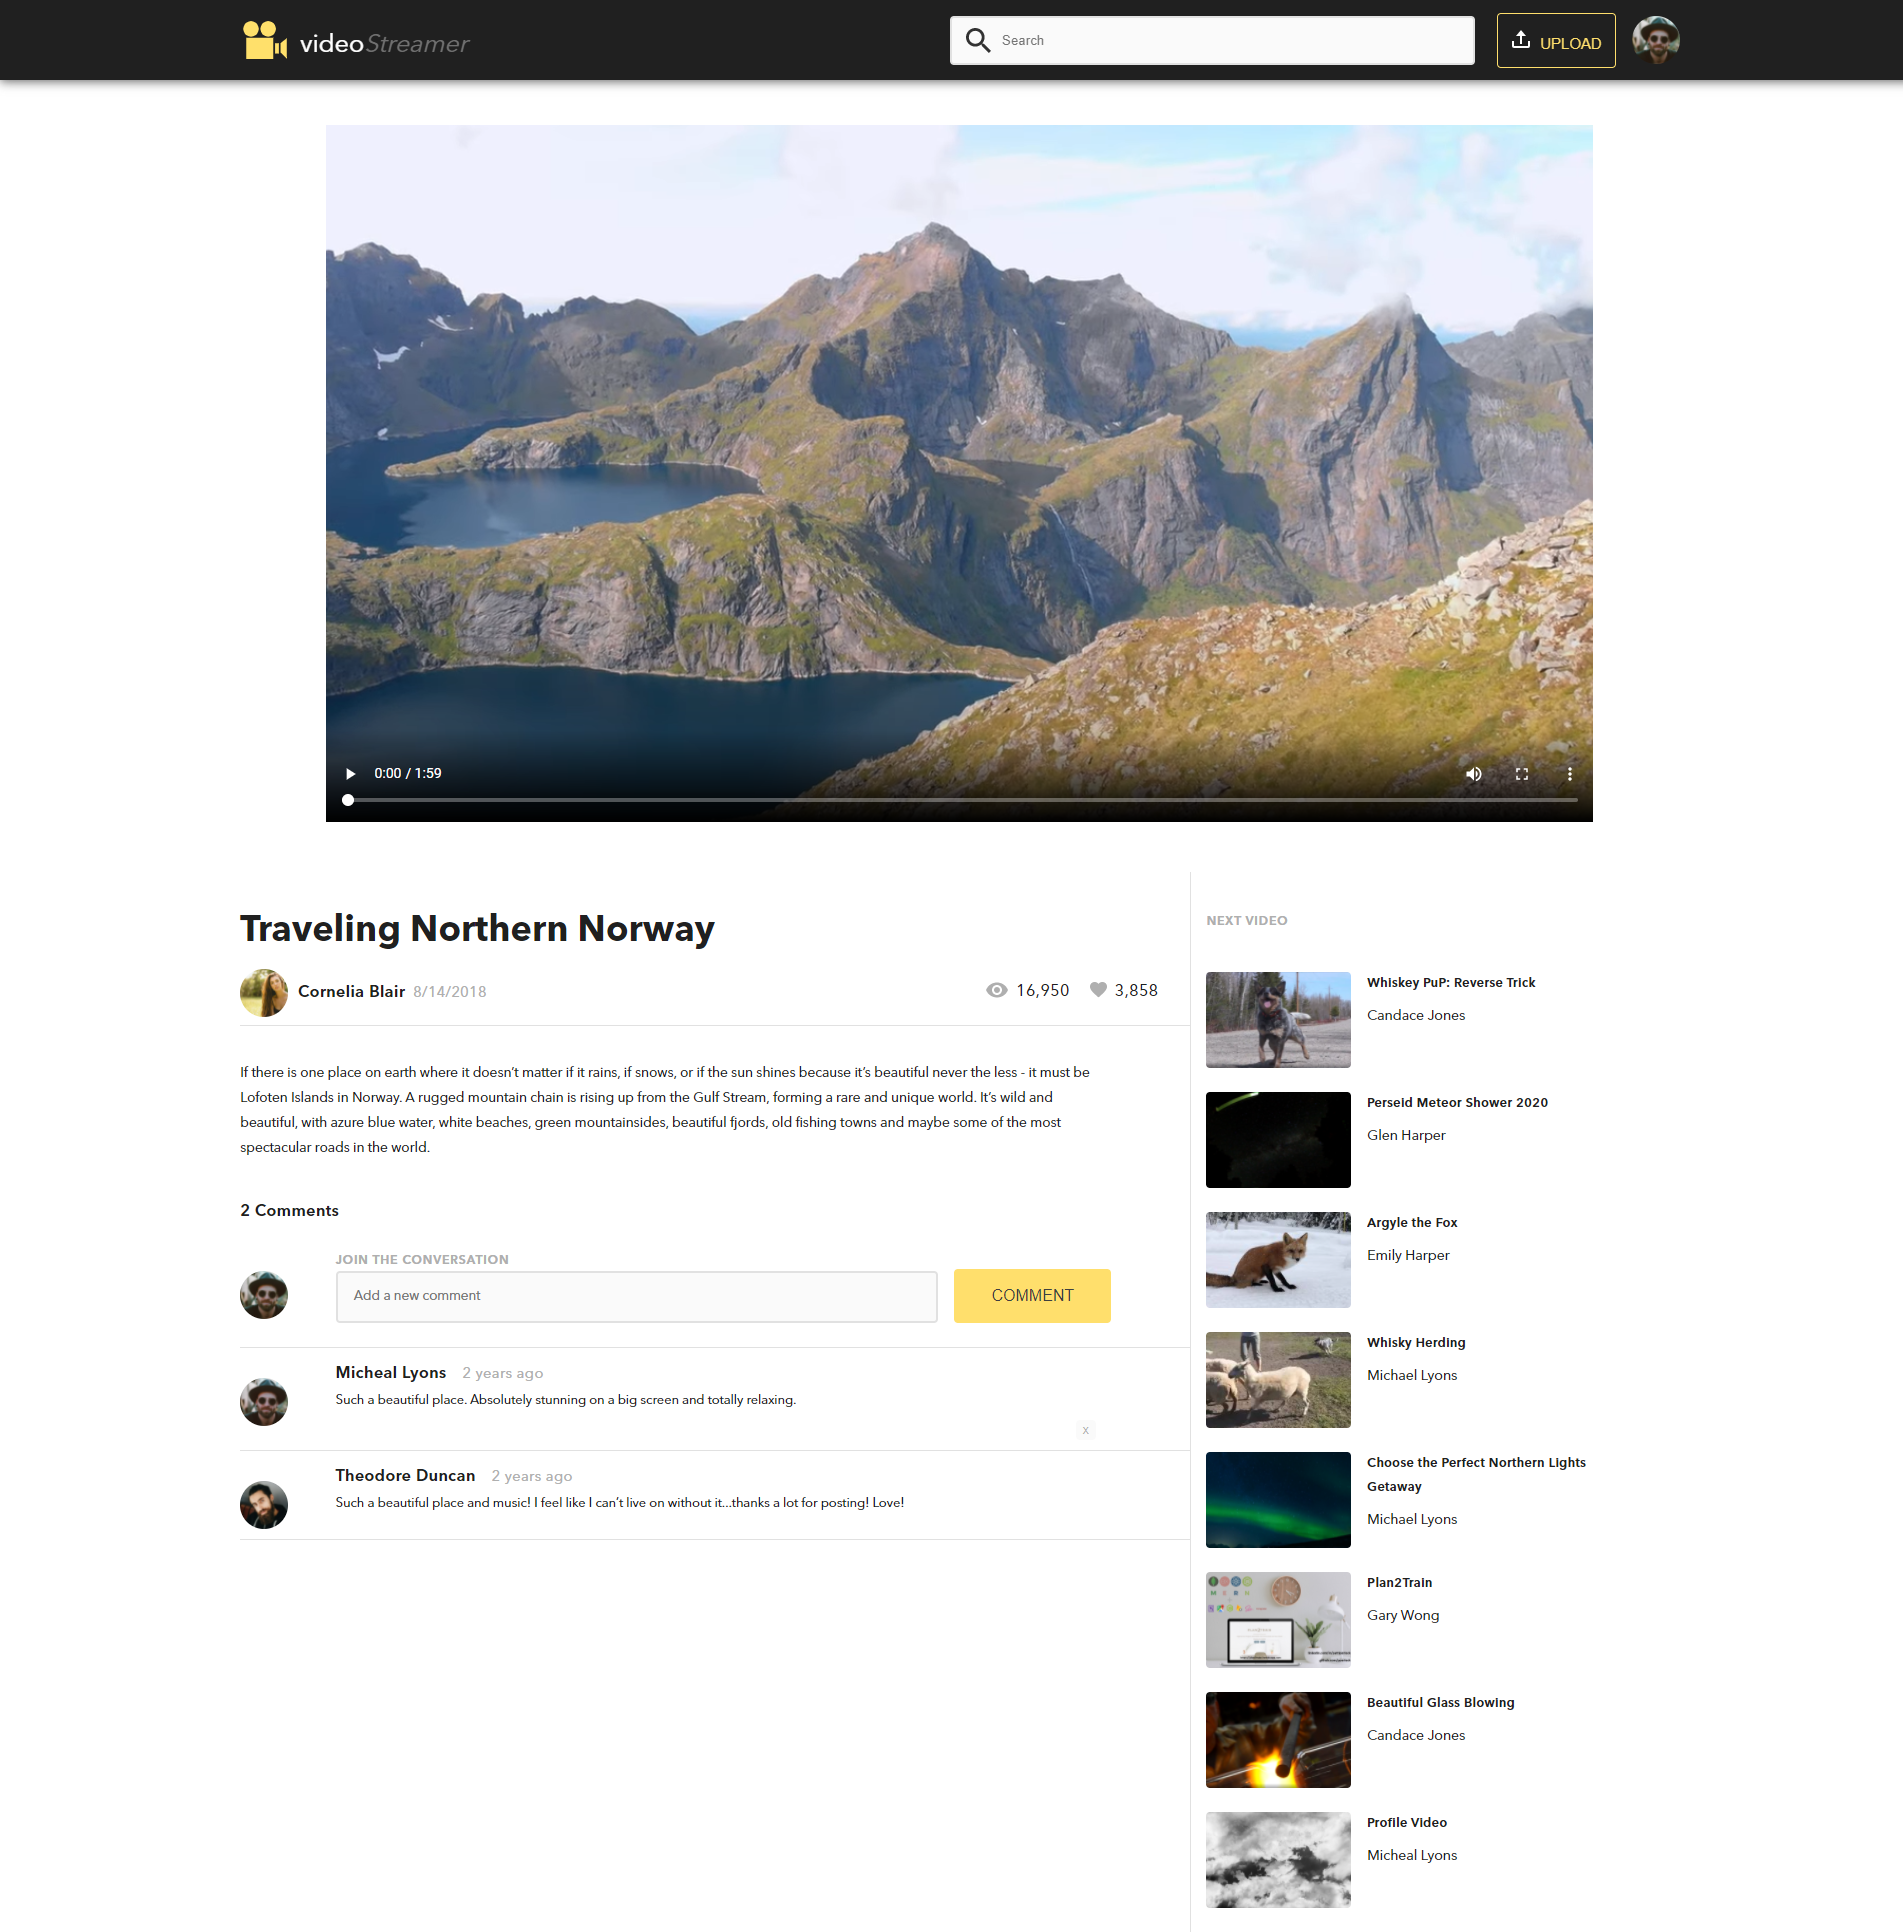 videoStreamer
Search
UPLOAD
0:00 / 1:59
Traveling Northern Norway
Cornelia Blair 8/14/2018
16,950 3,858
If there is one place on earth where it doesn’t matter if it rains, if snows, or if the sun shines because it’s beautiful never the less - it must be
Lofoten Islands in Norway. A rugged mountain chain is rising up from the Gulf Stream, forming a rare and unique world. It’s wild and
beautiful, with azure blue water, white beaches, green mountainsides, beautiful fjords, old fishing towns and maybe some of the most
spectacular roads in the world.
2 Comments
JOIN THE CONVERSATION
Add a new comment
COMMENT
Micheal Lyons 2 years ago
Such a beautiful place. Absolutely stunning on a big screen and totally relaxing.
x
Theodore Duncan 2 years ago
Such a beautiful place and music! I feel like I can’t live on without it...thanks a lot for posting! Love!
NEXT VIDEO
Whiskey PuP: Reverse Trick
Candace Jones
Perseid Meteor Shower 2020
Glen Harper
Argyle the Fox
Emily Harper
Whisky Herding
Michael Lyons
Choose the Perfect Northern Lights
Getaway
Michael Lyons
Plan2Train
Gary Wong
Beautiful Glass Blowing
Candace Jones
Profile Video
Micheal Lyons